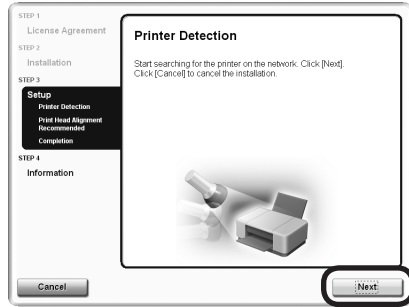 STEP 1
License Agreement
STEP 2
Installation
STEP 3
Setup
Printer Detection
Print Head Alignment
Recommended
Completion
STEP 4
Information
Printer Detection
Start searching for the printer on the network. Click [Next].
Click [Cancel] to cancel the installation.
Cancel
Next